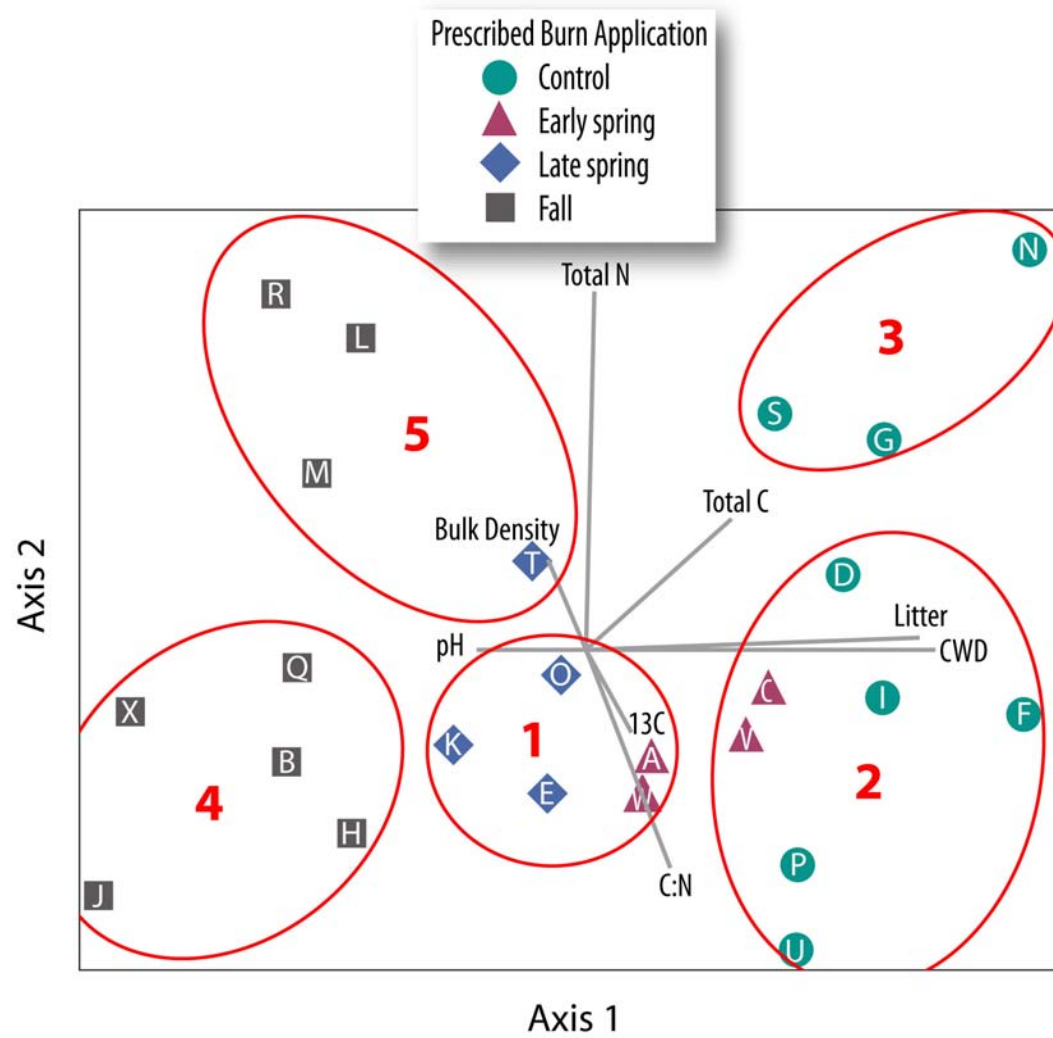 Prescribed Burn Application
Control
Early spring
Late spring
Fall
N
Total N
R
L
3
S
5
G
M
Total C
Bulk Density
T
D
Axis 2
Litter
pH
CWD
Q
O
C
I
X
13C
F
K
1
V
B
A
2
E
W
4
H
P
J
C:N
U
Axis 1